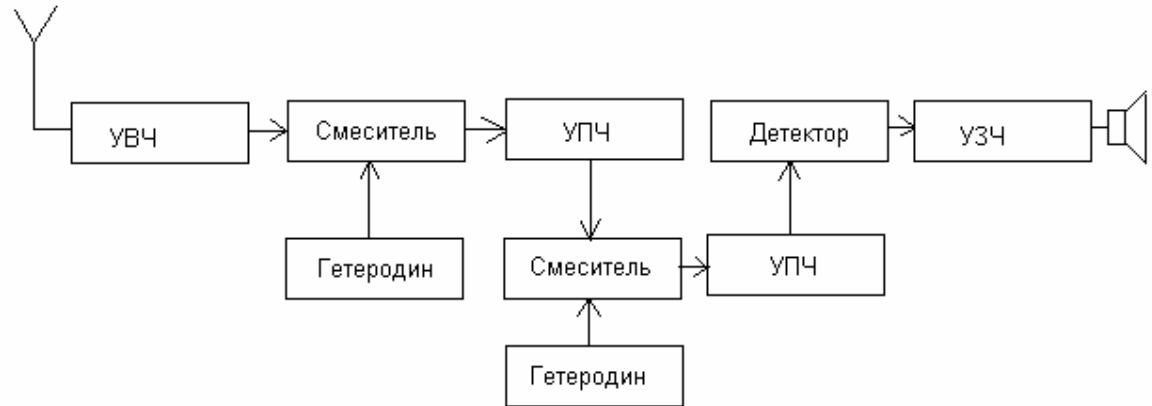 УВЧ
Смеситель
УПЧ
Детектор
УЗЧ
Гетеродин
Смеситель
УПЧ
Гетеродин